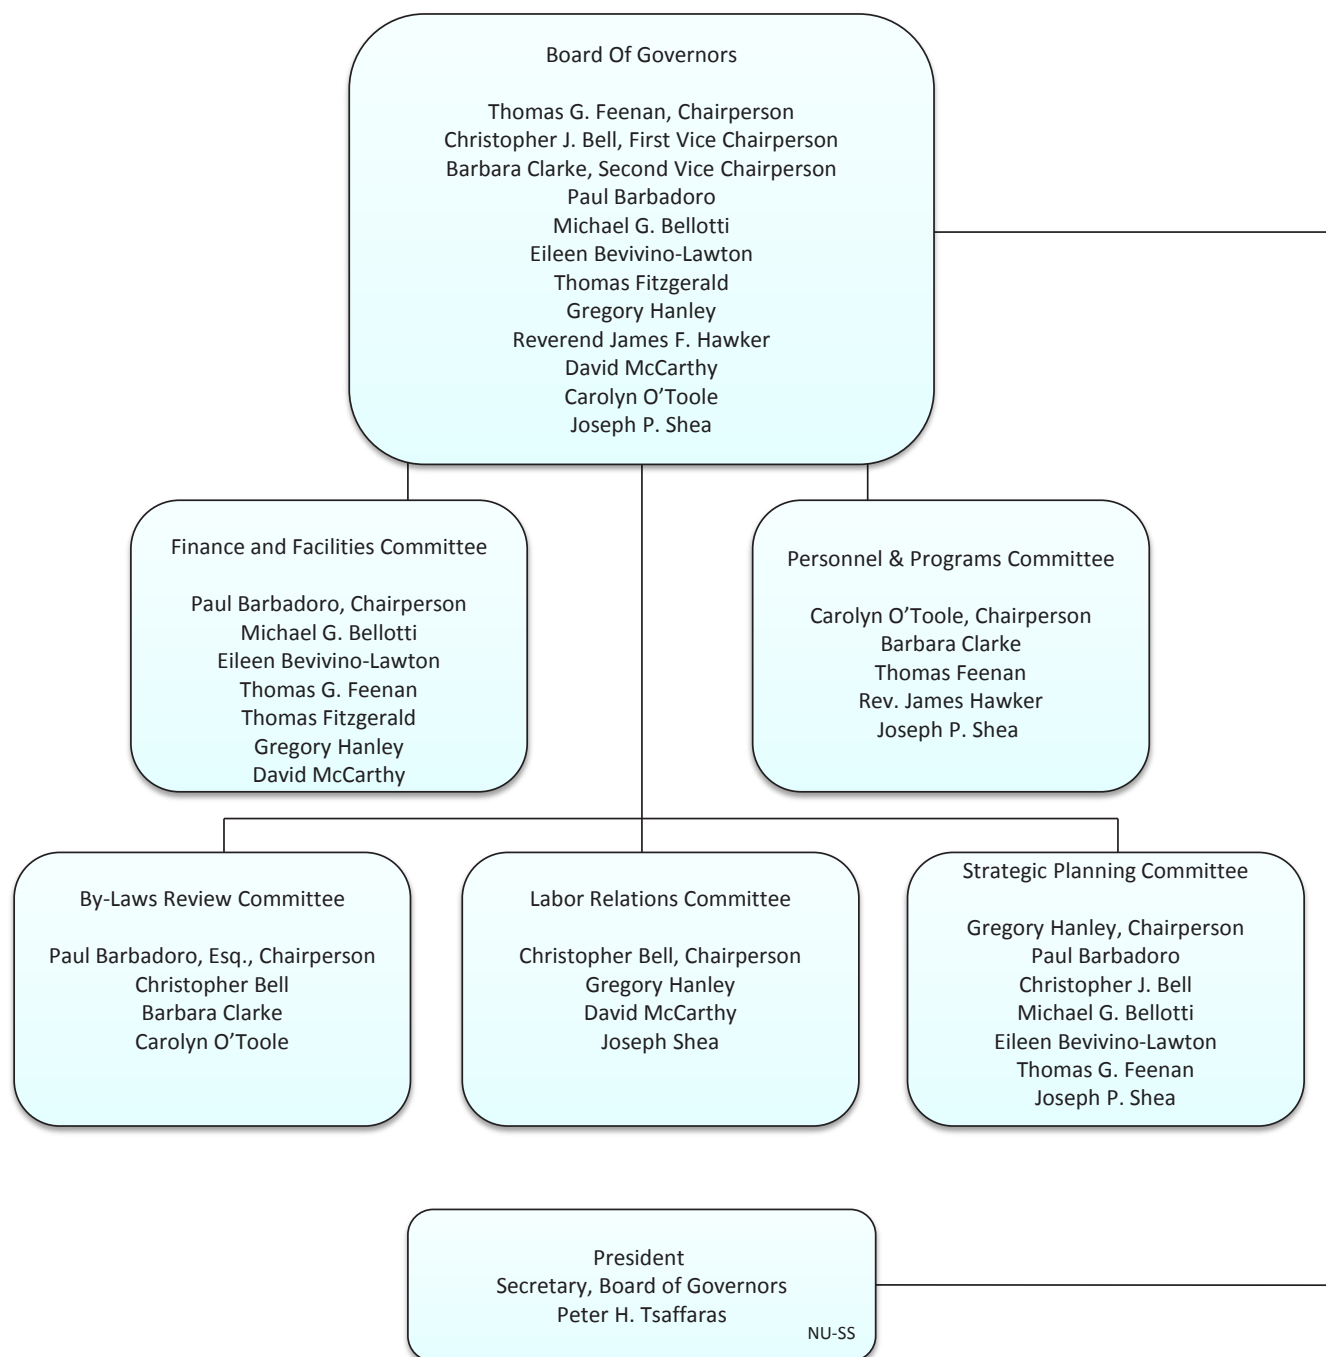 Board Of Governors
Thomas G. Feenan, Chairperson
Christopher J. Bell, First Vice Chairperson
Barbara Clarke, Second Vice Chairperson
Paul Barbadoro
Michael G. Bellotti
Eileen Bevivino-Lawton
Thomas Fitzgerald
Gregory Hanley
Reverend James F. Hawker
David McCarthy
Carolyn O’Toole
Joseph P. Shea
Finance and Facilities Committee
Paul Barbadoro, Chairperson
Michael G. Bellotti
Eileen Bevivino-Lawton
Thomas G. Feenan
Thomas Fitzgerald
Gregory Hanley
David McCarthy
Personnel & Programs Committee
Carolyn O’Toole, Chairperson
Barbara Clarke
Thomas Feenan
Rev. James Hawker
Joseph P. Shea
By-Laws Review Committee
Paul Barbadoro, Esq., Chairperson
Christopher Bell
Barbara Clarke
Carolyn O’Toole
Labor Relations Committee
Christopher Bell, Chairperson
Gregory Hanley
David McCarthy
Joseph Shea
Strategic Planning Committee
Gregory Hanley, Chairperson
Paul Barbadoro
Christopher J. Bell
Michael G. Bellotti
Eileen Bevivino-Lawton
Thomas G. Feenan
Joseph P. Shea
President
Secretary, Board of Governors
Peter H. Tsaffaras
NU-SS